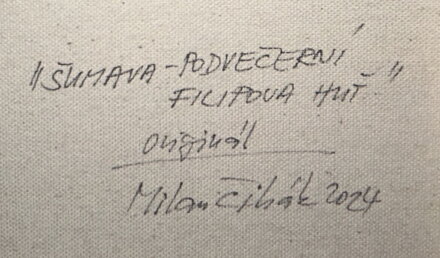 "ŠUMAVA-PODVEČERNÍ
FILIPOVA HUŤ"
originál
Milan Čihák 2024